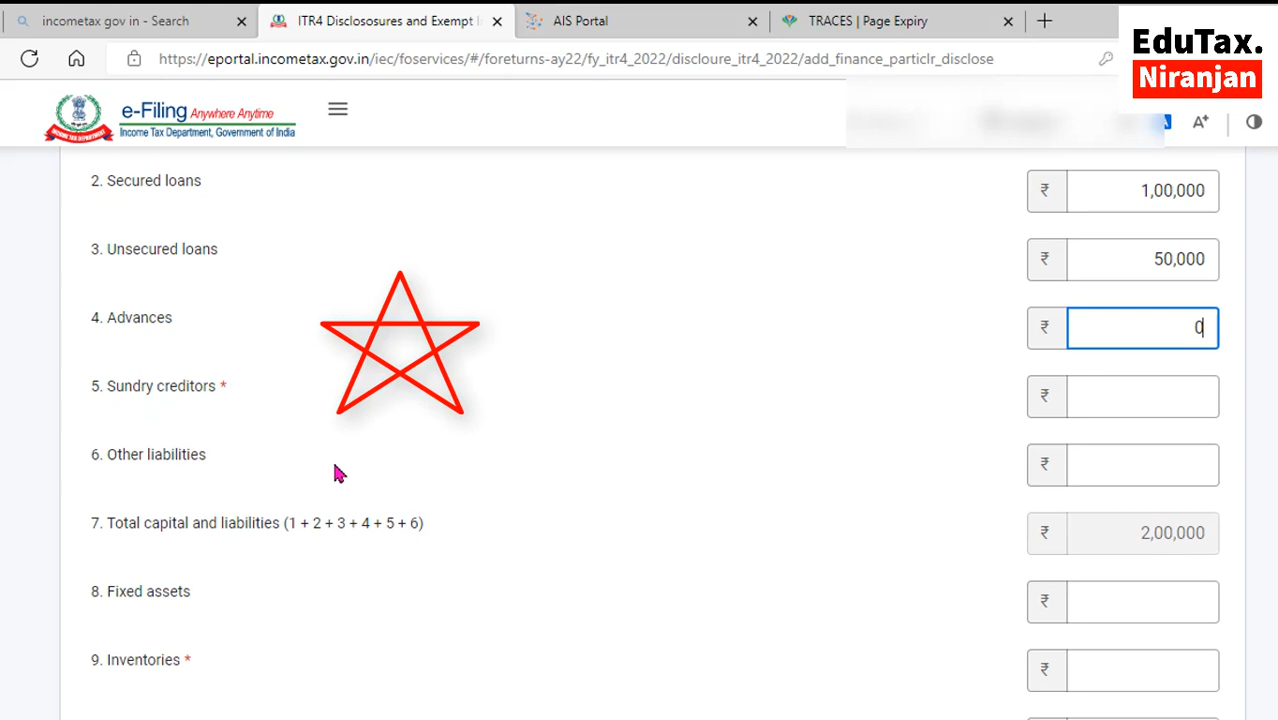 incometax gov in - Search
ITR4 Disclososures and Exempt I
AIS Portal
TRACES | Page Expiry
https://eportal.incometax.gov.in/iec/foservices/#/foreturns-ay22/fy_itr4_2022/discloure_itr4_2022/add_finance_particlr_disclose
EduTax.
Niranjan
e-Filing Anywhere Anytime
Income Tax Department, Government of India
A+
2. Secured loans
₹ 1,00,000
3. Unsecured loans
₹ 50,000
4. Advances
₹ 0
5. Sundry creditors *
₹
6. Other liabilities
₹
7. Total capital and liabilities (1 + 2 + 3 + 4 + 5 + 6)
₹ 2,00,000
8. Fixed assets
₹
9. Inventories *
₹